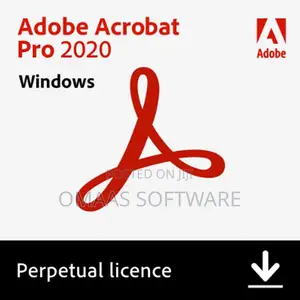 Adobe Acrobat
Pro 2020
Adobe
Windows
POSTED ON JIJI
OMAAS SOFTWARE
Perpetual licence